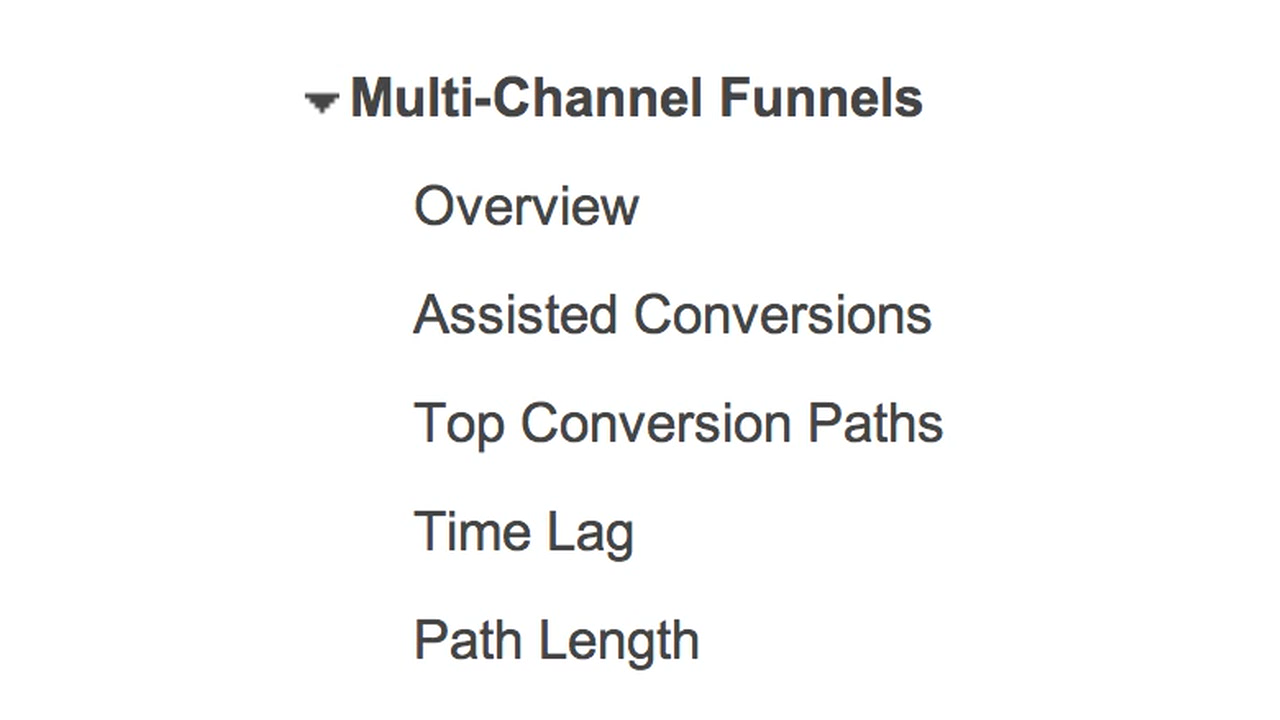 Multi-Channel Funnels
Overview
Assisted Conversions
Top Conversion Paths
Time Lag
Path Length